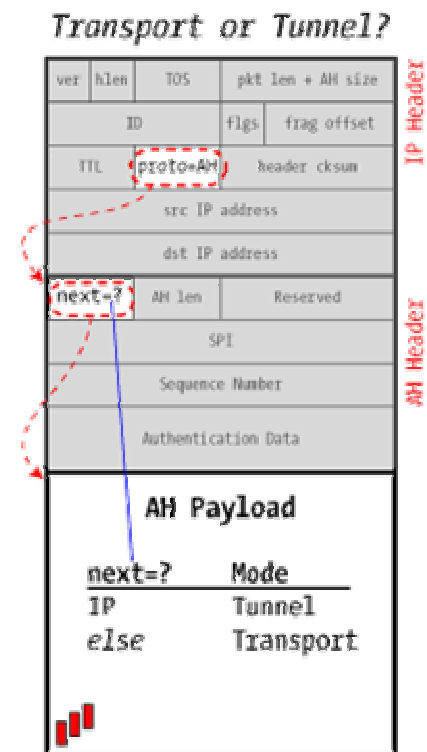 Transport or Tunnel?
ver hlen TOS pkt len + AH size
ID flgs frag offset
TTL proto=AH header cksum
src IP address
dst IP address
IP Header
next=? AH len Reserved
SPI
Sequence Number
Authentication Data
AH Header
AH Payload
next=? Mode
IP Tunnel
else Transport